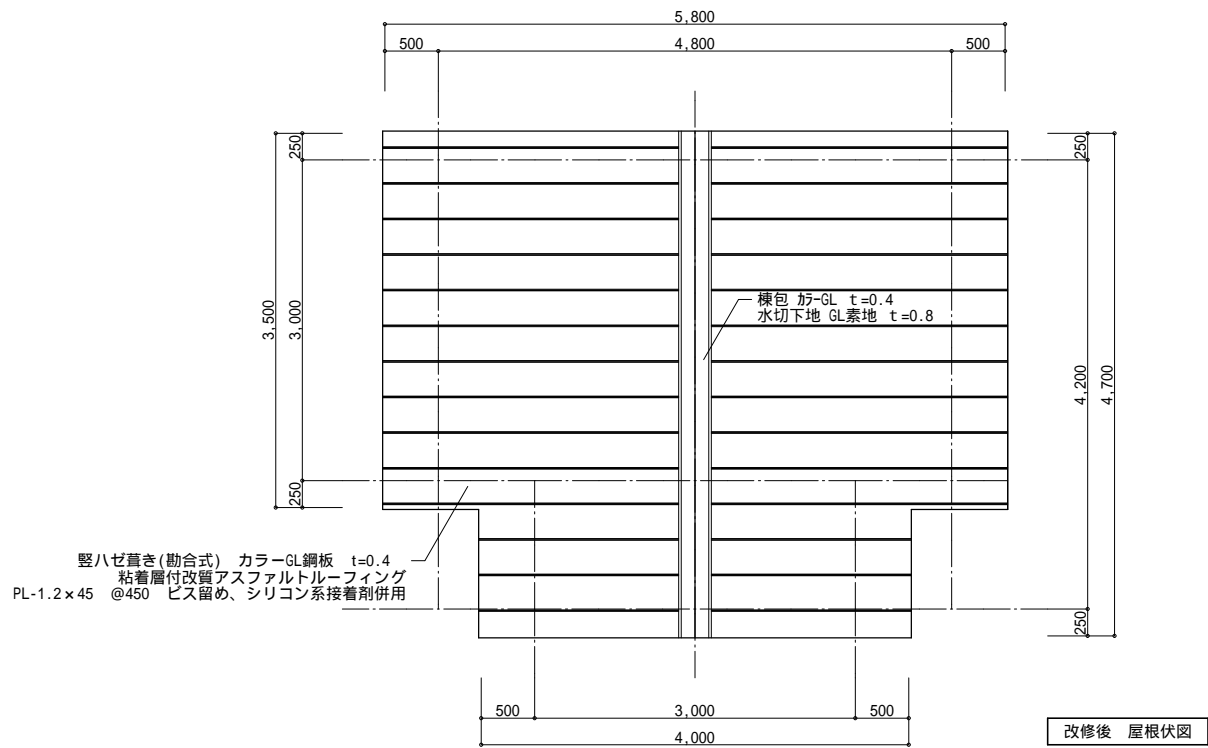 5,800
500
4,800
500
250
3,000
3,500
250
250
4,200
4,700
250
棟包 ｶﾗｰGL t=0.4
水切下地 GL素地 t=0.8
竪ハゼ葺き(勘合式) カラーGL鋼板 t=0.4
粘着層付改質アスファルトルーフィング
PL-1.2×45 @450 ビス留め、シリコン系接着剤併用
500
3,000
500
4,000
改修後 屋根伏図